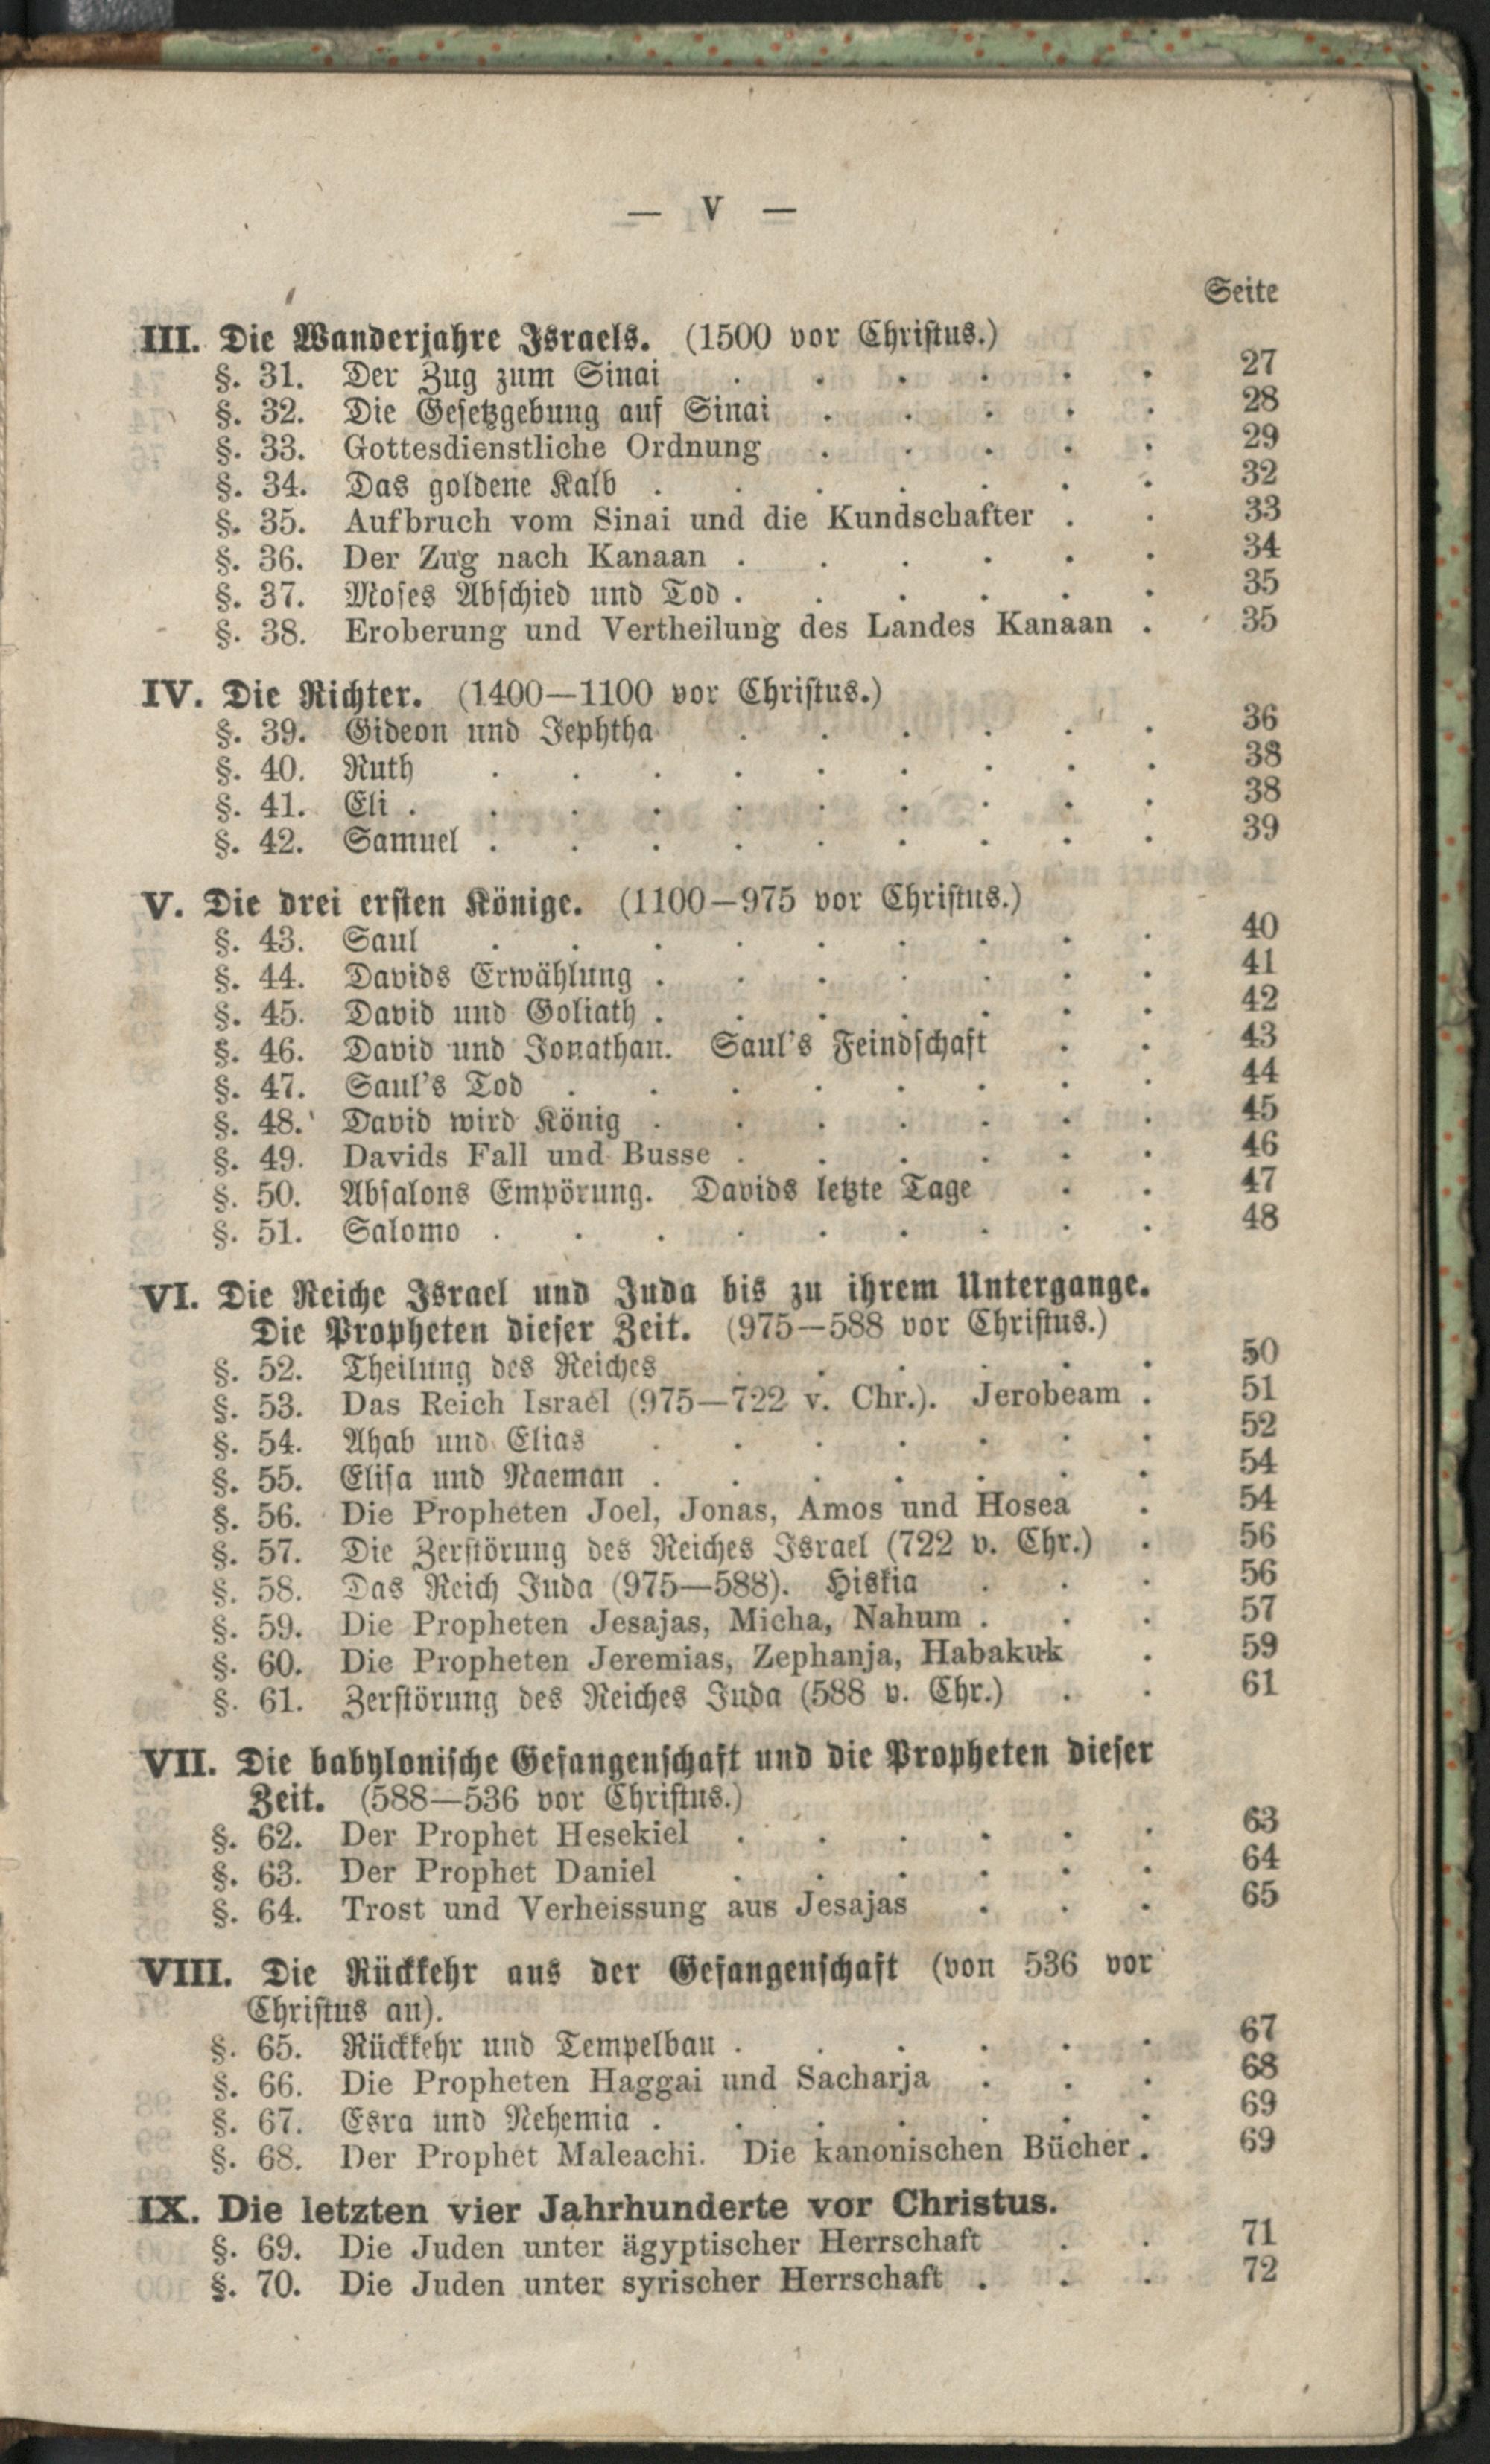 — V —
Seite
III. Die Wanderjahre Israels. (1500 vor Christus.)
§. 31. Der Zug zum Sinai . . . . . . 27
§. 32. Die Gesetzgebung auf Sinai . . . . . 28
§. 33. Gottesdienstliche Ordnung . . . . . 29
§. 34. Das goldene Kalb . . . . . . . 32
§. 35. Aufbruch vom Sinai und die Kundschafter . . 33
§. 36. Der Zug nach Kanaan . . . . . . 34
§. 37. Moses Abschied und Tod . . . . . . 35
§. 38. Eroberung und Vertheilung des Landes Kanaan . 35
IV. Die Richter. (1400—1100 vor Christus.)
§. 39. Gideon und Jephtha . . . . . . 36
§. 40. Ruth . . . . . . . . . 38
§. 41. Eli . . . . . . . . . . 38
§. 42. Samuel . . . . . . . . . 39
V. Die drei ersten Könige. (1100—975 vor Christus.)
§. 43. Saul . . . . . . . . . 40
§. 44. Davids Erwählung . . . . . . . 41
§. 45. David und Goliath . . . . . . . 42
§. 46. David und Jonathan. Saul's Feindschaft . . 43
§. 47. Saul's Tod . . . . . . . . 44
§. 48. David wird König . . . . . . . 45
§. 49. Davids Fall und Busse . . . . . . 46
§. 50. Absalons Empörung. Davids letzte Tage . . 47
§. 51. Salomo . . . . . . . . . 48
VI. Die Reiche Israel und Juda bis zu ihrem Untergange.
Die Propheten dieser Zeit. (975—588 vor Christus.)
§. 52. Theilung des Reiches . . . . . . 50
§. 53. Das Reich Israel (975—722 v. Chr.). Jerobeam . 51
§. 54. Ahab und Elias . . . . . . . 52
§. 55. Elisa und Naeman . . . . . . . 54
§. 56. Die Propheten Joel, Jonas, Amos und Hosea . 54
§. 57. Die Zerstörung des Reiches Israel (722 v. Chr.) . 56
§. 58. Das Reich Juda (975—588). Hiskia . . . 56
§. 59. Die Propheten Jesajas, Micha, Nahum . . . 57
§. 60. Die Propheten Jeremias, Zephanja, Habakuk . 59
§. 61. Zerstörung des Reiches Juda (588 v. Chr.) . . 61
VII. Die babylonische Gefangenschaft und die Propheten dieser
Zeit. (588—536 vor Christus.)
§. 62. Der Prophet Hesekiel . . . . . . 63
§. 63. Der Prophet Daniel . . . . . . 64
§. 64. Trost und Verheissung aus Jesajas . . . 65
VIII. Die Rückkehr aus der Gefangenschaft (von 536 vor
Christus an).
§. 65. Rückkehr und Tempelbau . . . . . . 67
§. 66. Die Propheten Haggai und Sacharja . . . 68
§. 67. Esra und Nehemia . . . . . . . 69
§. 68. Der Prophet Maleachi. Die kanonischen Bücher . 69
IX. Die letzten vier Jahrhunderte vor Christus.
§. 69. Die Juden unter ägyptischer Herrschaft . . 71
§. 70. Die Juden unter syrischer Herrschaft . . . 72